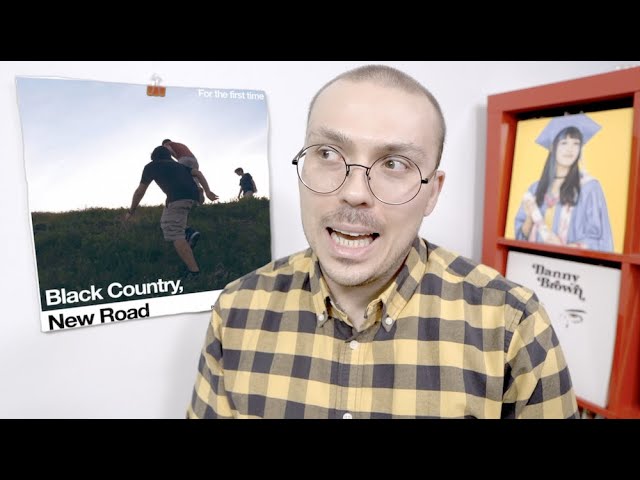 For the first time
Black Country,
New Road
Danny
Brown